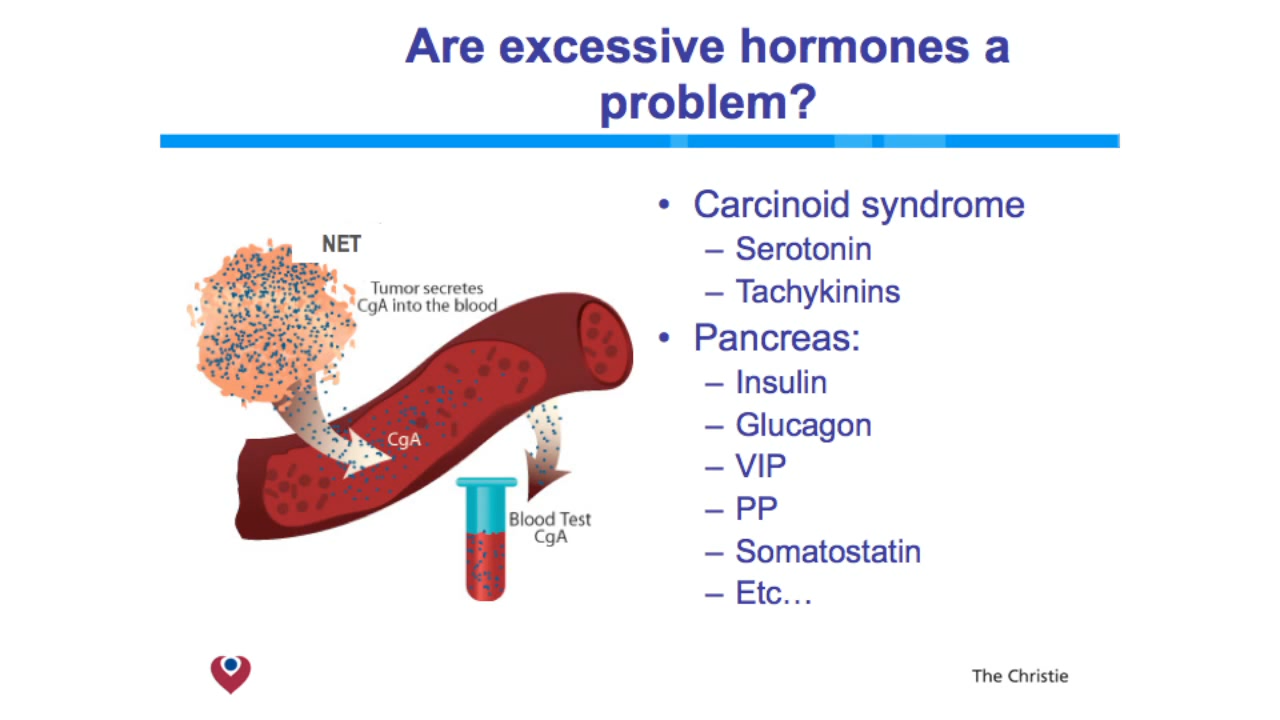 Are excessive hormones a
problem?
NET
Tumor secretes
CgA into the blood
CgA
Blood Test
CgA
• Carcinoid syndrome
– Serotonin
– Tachykinins
• Pancreas:
– Insulin
– Glucagon
– VIP
– PP
– Somatostatin
– Etc…
The Christie